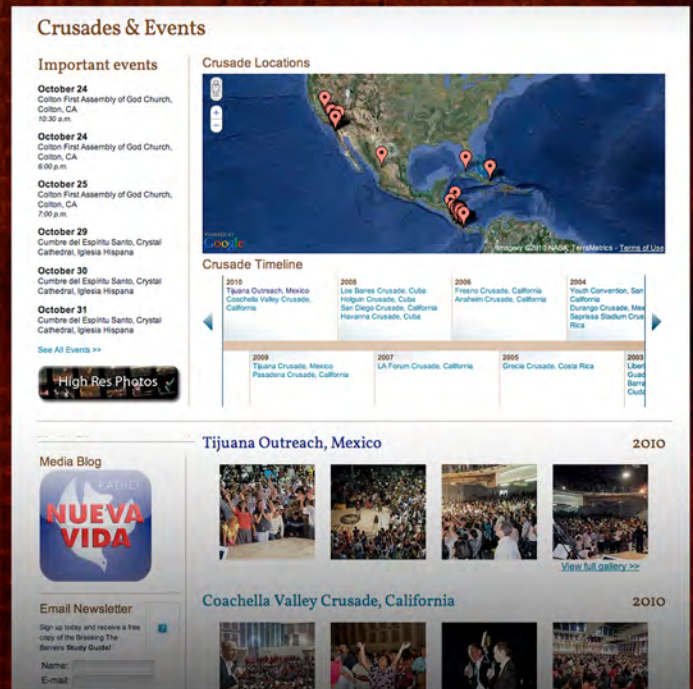 Crusades & Events
Important events
October 24
Colton First Assembly of God Church,
Colton, CA
10:30 a.m.
October 24
Colton First Assembly of God Church,
Colton, CA
6:00 p.m.
October 25
Colton First Assembly of God Church,
Colton, CA
7:00 p.m.
October 29
Cumbre del Espiritu Santo, Crystal
Cathedral, Iglesia Hispana
October 30
Cumbre del Espiritu Santo, Crystal
Cathedral, Iglesia Hispana
October 31
Cumbre del Espiritu Santo, Crystal
Cathedral, Iglesia Hispana
See All Events >>
High Res Photos
Crusade Locations
POWERED BY
Google
Imagery ©2010 NASA, TerraMetrics - Terms of Use
Crusade Timeline
2010
Tijuana Outreach, Mexico
Coachella Valley Crusade,
California
2008
Los Banes Crusade, Cuba
Holguin Crusade, Cuba
San Diego Crusade, California
Havanna Crusade, Cuba
2006
Fresno Crusade, California
Anaheim Crusade, California
2004
Youth Convention, San
California
Durango Crusade, Mex
Saprissa Stadium Crus
Rica
2009
Tijuana Crusade, Mexico
Pasadena Crusade, California
2007
LA Forum Crusade, California
2005
Grecia Crusade, Costa Rica
2003
Libert
Guad
Barra
Ciuda
Media Blog
RADIO
NUEVA
VIDA
Email Newsletter
Sign up today and receive a free
copy of the Breaking The
Barriers Study Guide!
Name:
E-mail:
Tijuana Outreach, Mexico
2010
View full gallery >>
Coachella Valley Crusade, California
2010